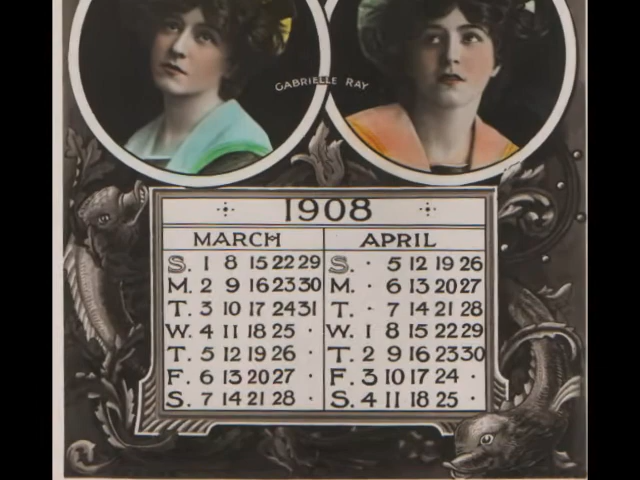 GABRIELLE RAY
1908
MARCH APRIL
S. 1 8 15 22 29 S. · 5 12 19 26
M. 2 9 16 23 30 M. · 6 13 20 27
T. 3 10 17 24 31 T. · 7 14 21 28
W. 4 11 18 25 · W. 1 8 15 22 29
T. 5 12 19 26 · T. 2 9 16 23 30
F. 6 13 20 27 · F. 3 10 17 24 ·
S. 7 14 21 28 · S. 4 11 18 25 ·